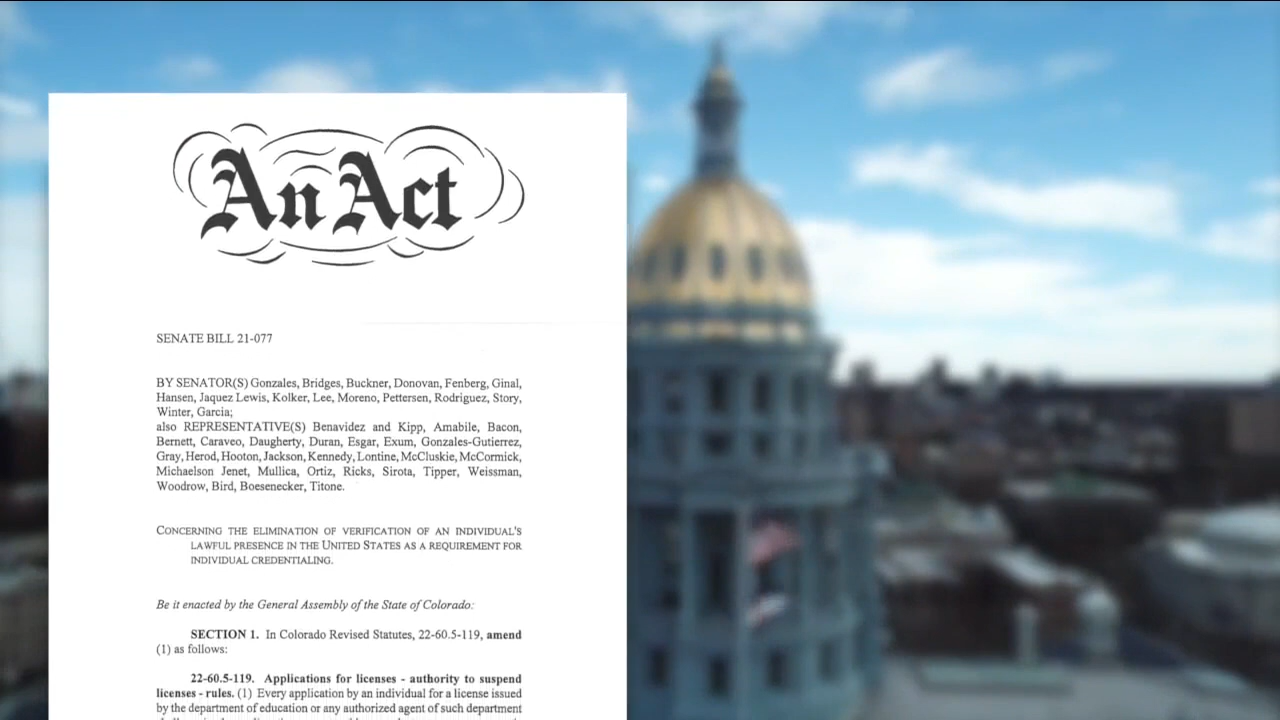 An Act
SENATE BILL 21-077
BY SENATOR(S) Gonzales, Bridges, Buckner, Donovan, Fenberg, Ginal,
Hansen, Jaquez Lewis, Kolker, Lee, Moreno, Pettersen, Rodriguez, Story,
Winter, Garcia;
also REPRESENTATIVE(S) Benavidez and Kipp, Amabile, Bacon,
Bernett, Caraveo, Daugherty, Duran, Esgar, Exum, Gonzales-Gutierrez,
Gray, Herod, Hooton, Jackson, Kennedy, Lontine, McCluskie, McCormick,
Michaelson Jenet, Mullica, Ortiz, Ricks, Sirota, Tipper, Weissman,
Woodrow, Bird, Boesenecker, Titone.
CONCERNING THE ELIMINATION OF VERIFICATION OF AN INDIVIDUAL'S
LAWFUL PRESENCE IN THE UNITED STATES AS A REQUIREMENT FOR
INDIVIDUAL CREDENTIALING.
Be it enacted by the General Assembly of the State of Colorado:
SECTION 1. In Colorado Revised Statutes, 22-60.5-119, amend
(1) as follows:
22-60.5-119. Applications for licenses - authority to suspend
licenses - rules. (1) Every application by an individual for a license issued
by the department of education or any authorized agent of such department